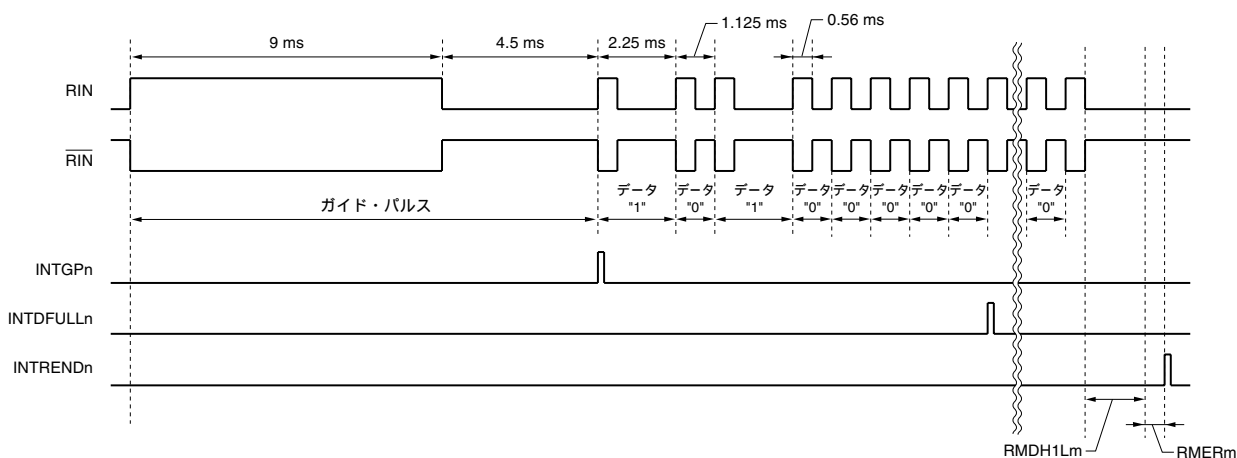 1.125 ms
0.56 ms
9 ms
4.5 ms
2.25 ms
RIN
RIN
ガイド・パルス
データ "1"
データ "0"
データ "1"
データ "0"
データ "0"
データ "0"
データ "0"
データ "0"
データ "0"
INTGPn
INTDFULLn
INTRENDn
RMDH1Lm
RMERm